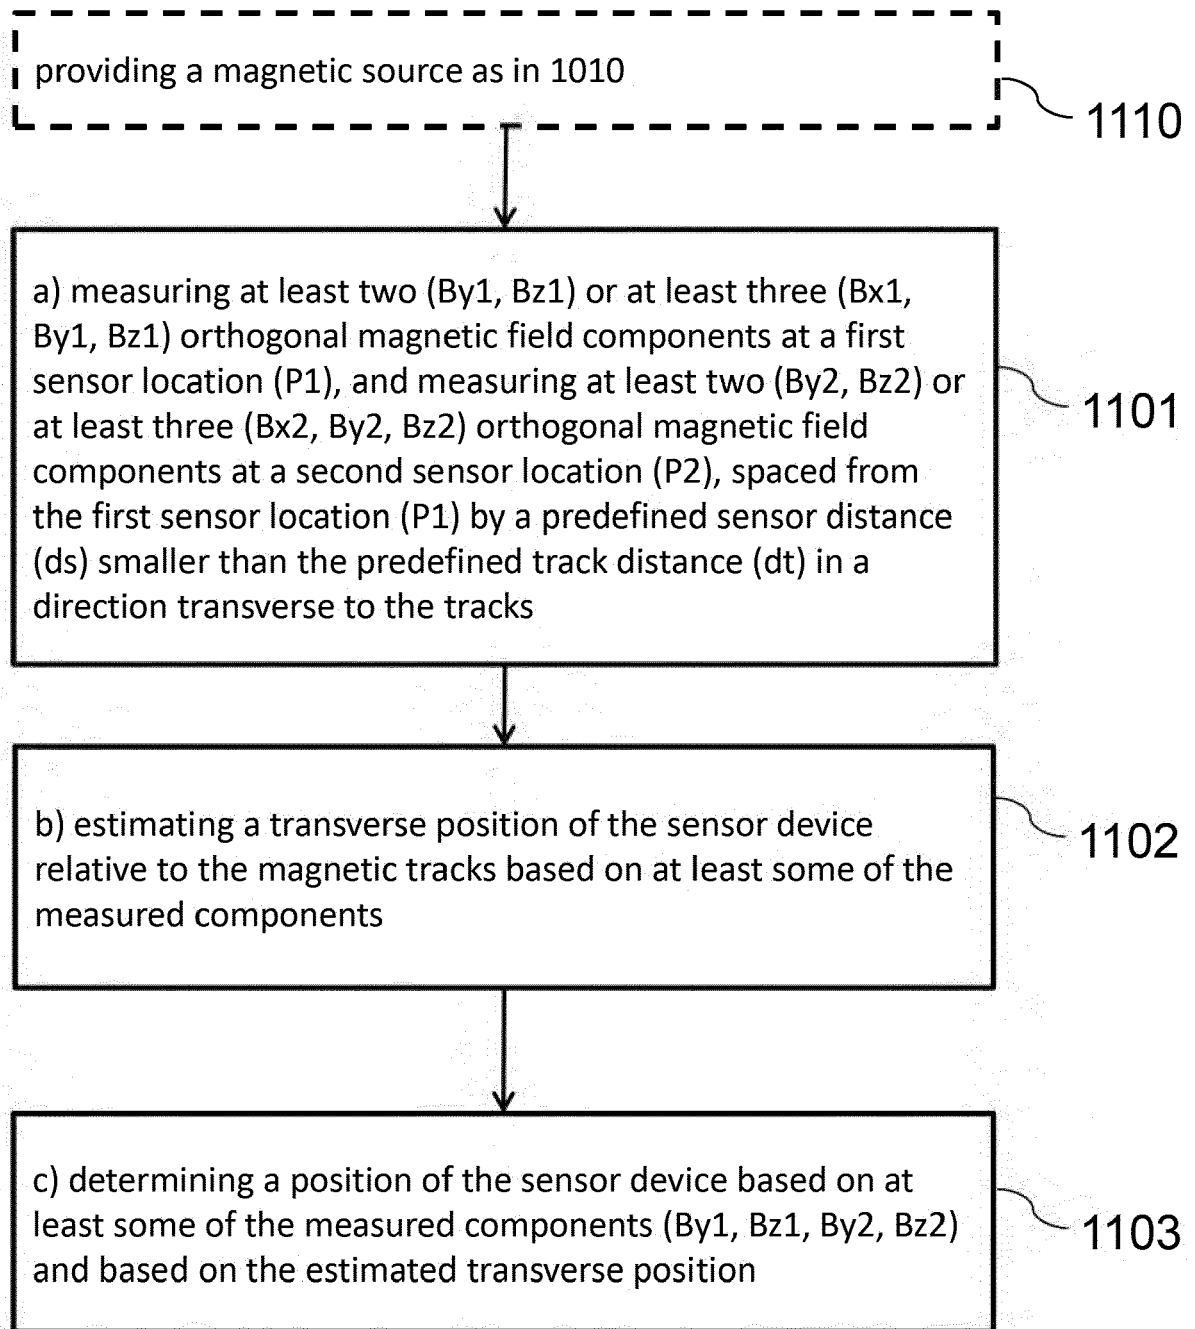 providing a magnetic source as in 1010
1110
a) measuring at least two (By1, Bz1) or at least three (Bx1,
By1, Bz1) orthogonal magnetic field components at a first
sensor location (P1), and measuring at least two (By2, Bz2) or
at least three (Bx2, By2, Bz2) orthogonal magnetic field
components at a second sensor location (P2), spaced from
the first sensor location (P1) by a predefined sensor distance
(ds) smaller than the predefined track distance (dt) in a
direction transverse to the tracks
1101
b) estimating a transverse position of the sensor device
relative to the magnetic tracks based on at least some of the
measured components
1102
c) determining a position of the sensor device based on at
least some of the measured components (By1, Bz1, By2, Bz2)
and based on the estimated transverse position
1103